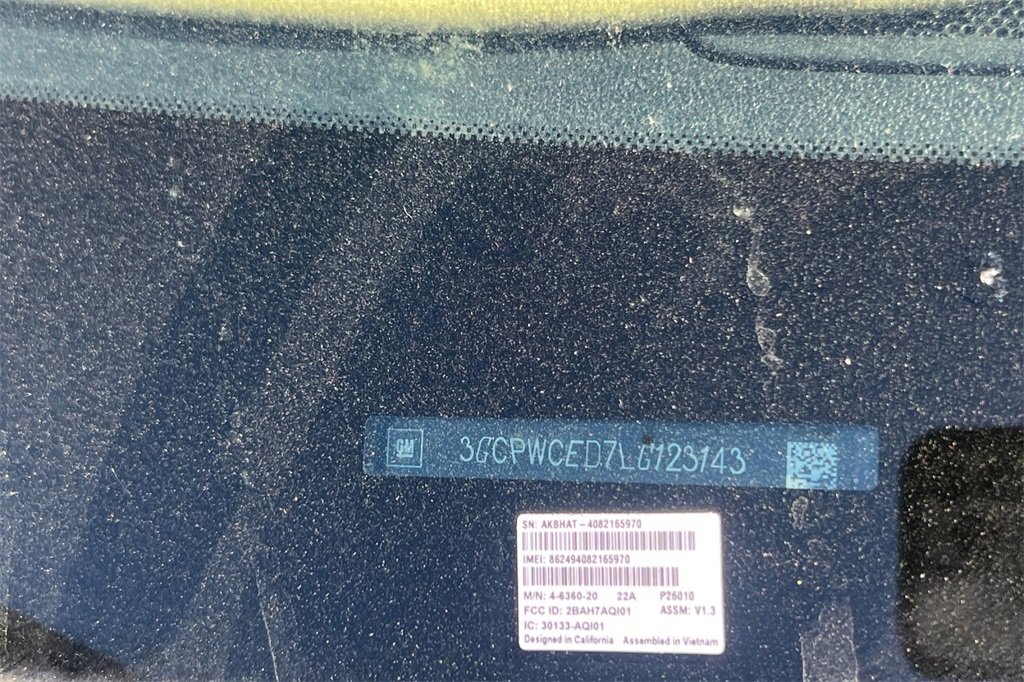 GM 3GCPWCED7LG123143
SN: AKBHAT-4082165970
IMEI: 862494082165970
M/N: 4-6360-20 22A P26010
FCC ID: 2BAH7AQI01 ASSM: V1.3
IC: 30133-AQI01
Designed in California Assembled in Vietnam